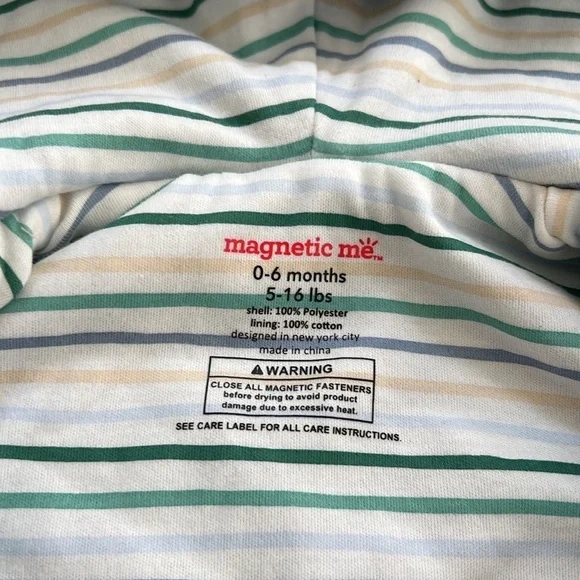 magnetic mė™
0-6 months
5-16 lbs
shell: 100% Polyester
lining: 100% cotton
designed in new york city
made in china
⚠ WARNING
CLOSE ALL MAGNETIC FASTENERS
before drying to avoid product
damage due to excessive heat.
SEE CARE LABEL FOR ALL CARE INSTRUCTIONS.